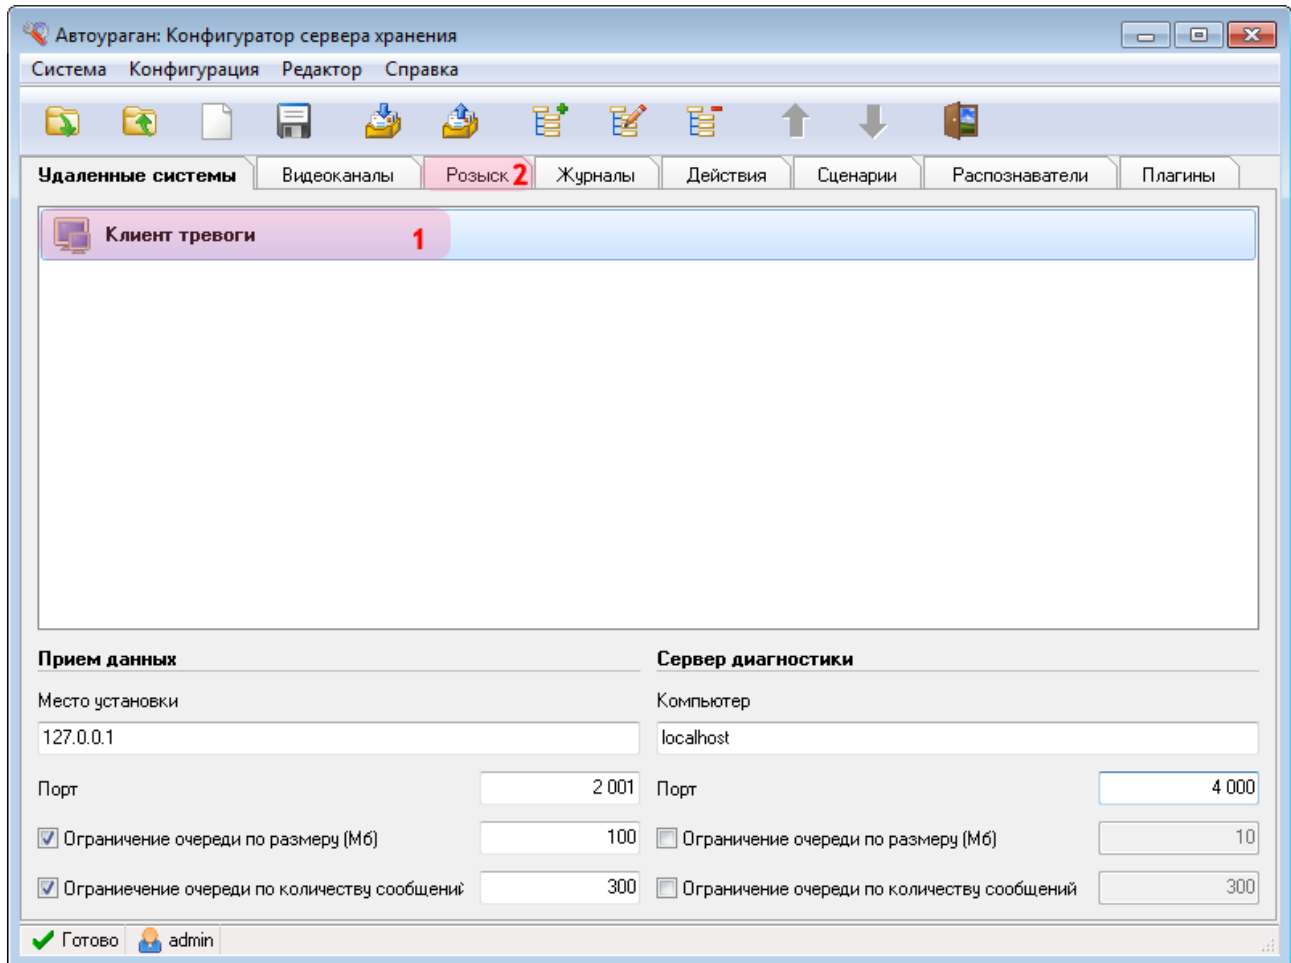 Автоураган: Конфигуратор сервера хранения
Система Конфигурация Редактор Справка
Удаленные системы Видеоканалы Розыск 2 Журналы Действия Сценарии Распознаватели Плагины
Клиент тревоги 1
Прием данных Сервер диагностики
Место установки Компьютер
127.0.0.1 localhost
Порт 2 001 Порт 4 000
Ограничение очереди по размеру (Мб) 100 Ограничение очереди по размеру (Мб) 10
Ограниечение очереди по количеству сообщений 300 Ограничение очереди по количеству сообщений 300
Готово admin